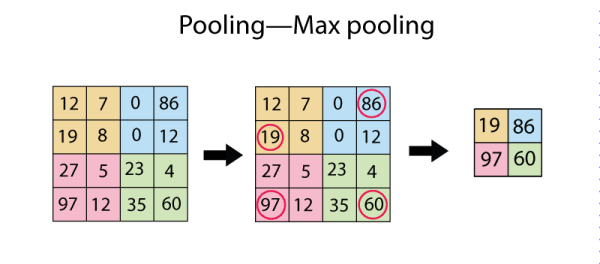 Pooling—Max pooling
12 7 0 86 12 7 0 86
19 8 0 12 19 8 0 12 19 86
27 5 23 4 27 5 23 4 97 60
97 12 35 60 97 12 35 60